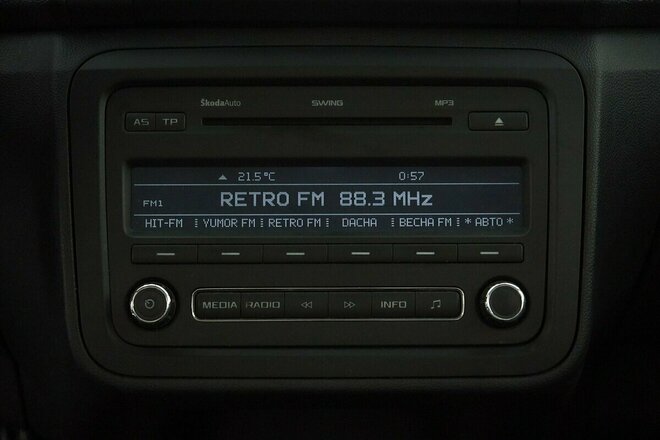 ŠkodaAuto SWING MP3
AS TP
21.5°C 0:57
FM1 RETRO FM 88.3 MHz
HIT-FM YUMOR FM RETRO FM DACHA ВЕСНА FM * АВТО *
MEDIA RADIO INFO